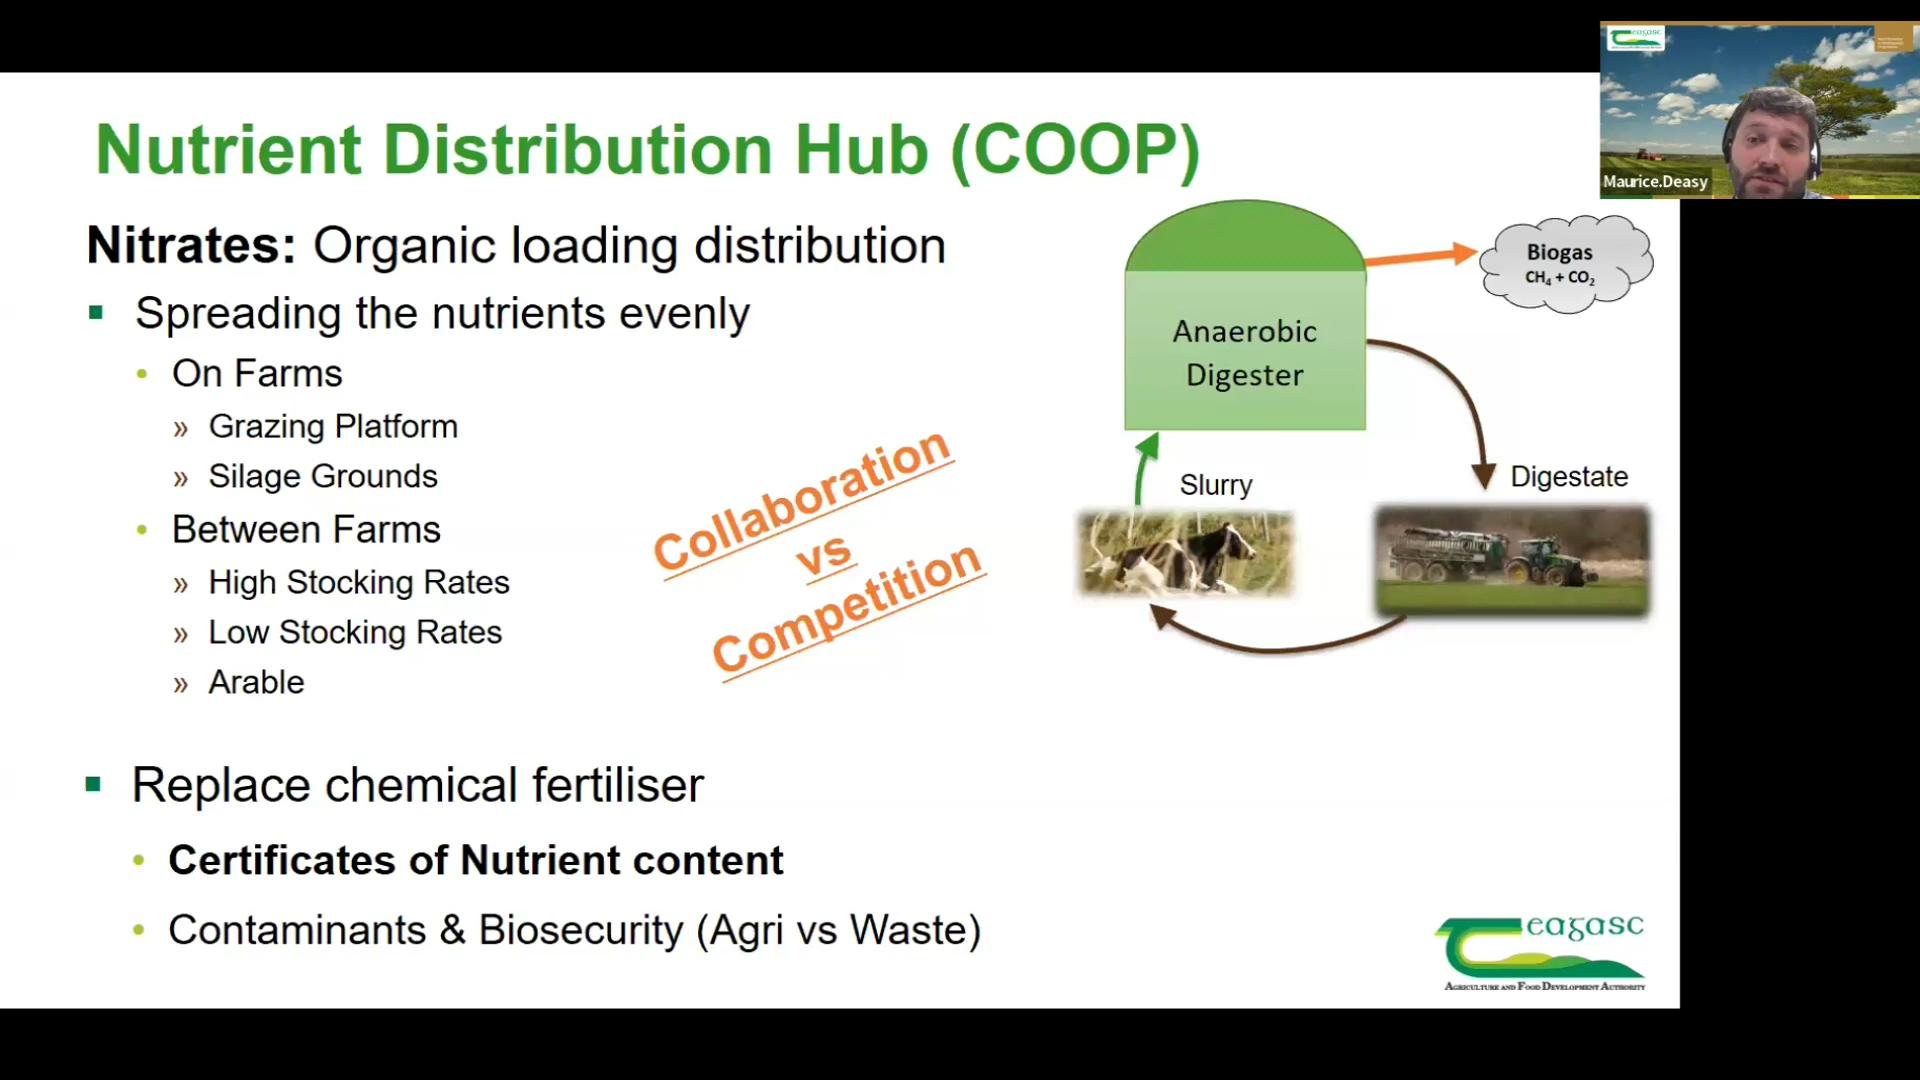 Nutrient Distribution Hub (COOP)
Nitrates: Organic loading distribution
Spreading the nutrients evenly
On Farms
» Grazing Platform
» Silage Grounds
Between Farms
» High Stocking Rates
» Low Stocking Rates
» Arable
Replace chemical fertiliser
Certificates of Nutrient content
Contaminants & Biosecurity (Agri vs Waste)
Collaboration
vs
Competition
Anaerobic
Digester
Biogas
CH₄ + CO₂
Slurry
Digestate
eagasc
Agriculture and Food Development Authority
eagasc
Maurice.Deasy